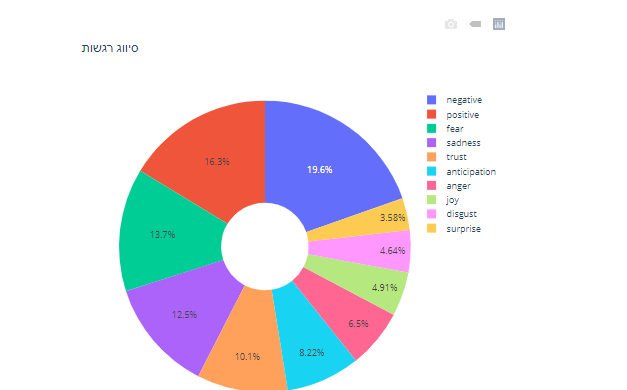 סיווג רגשות
negative
positive
fear
sadness
trust
anticipation
anger
joy
disgust
surprise
19.6%
16.3%
13.7%
12.5%
10.1%
8.22%
6.5%
4.91%
4.64%
3.58%